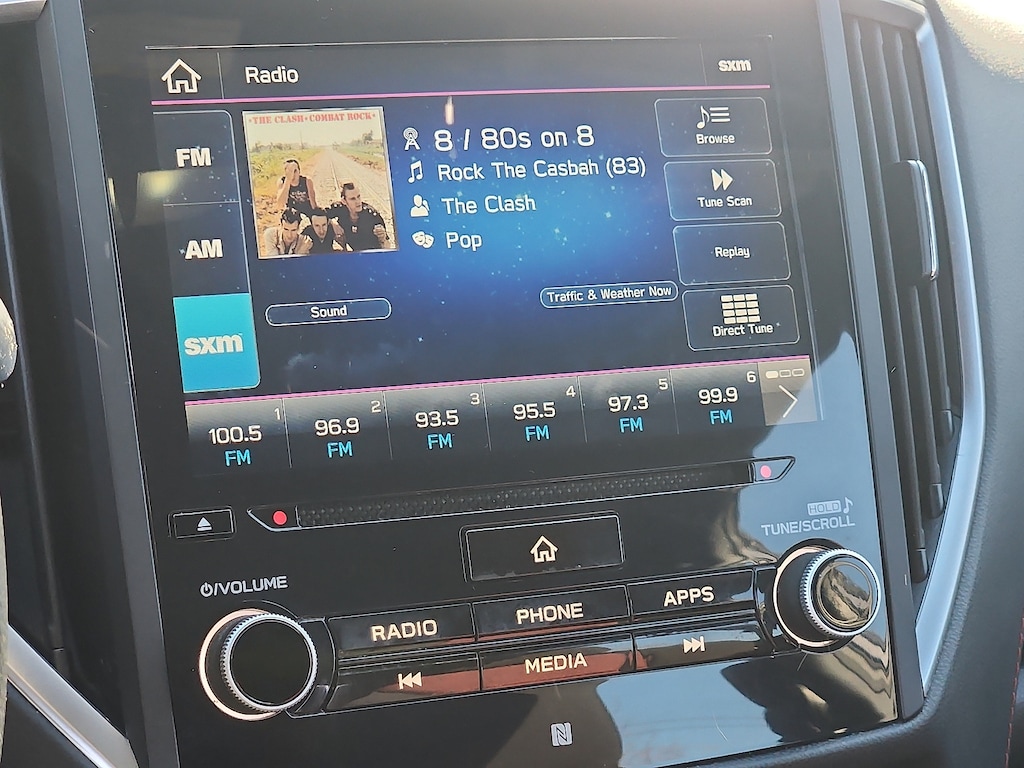 Radio
sxm
•THE CLASH•COMBAT ROCK•
FM
8 / 80s on 8
Browse
Rock The Casbah (83)
Tune Scan
The Clash
AM
Pop
Replay
Traffic & Weather Now
Sound
Direct Tune
sxm
1
100.5
FM
2
96.9
FM
3
93.5
FM
4
95.5
FM
5
97.3
FM
6
99.9
FM
HOLD
TUNE/SCROLL
/VOLUME
RADIO
PHONE
APPS
MEDIA
N